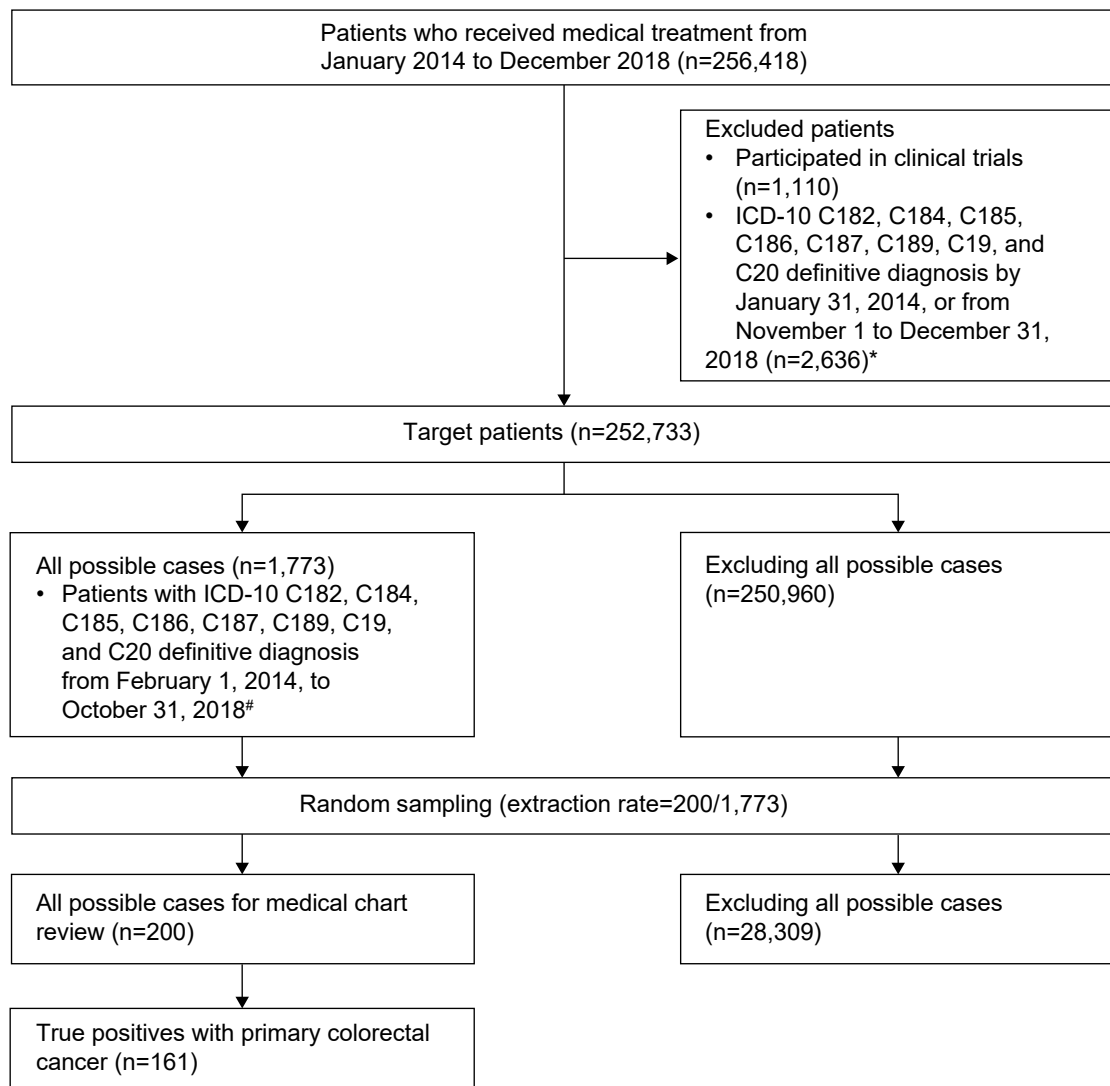 Patients who received medical treatment from
January 2014 to December 2018 (n=256,418)
Excluded patients
• Participated in clinical trials
(n=1,110)
• ICD-10 C182, C184, C185,
C186, C187, C189, C19, and
C20 definitive diagnosis by
January 31, 2014, or from
November 1 to December 31,
2018 (n=2,636)*
Target patients (n=252,733)
All possible cases (n=1,773)
• Patients with ICD-10 C182, C184,
C185, C186, C187, C189, C19,
and C20 definitive diagnosis
from February 1, 2014, to
October 31, 2018#
Excluding all possible cases
(n=250,960)
Random sampling (extraction rate=200/1,773)
All possible cases for medical chart
review (n=200)
Excluding all possible cases
(n=28,309)
True positives with primary colorectal
cancer (n=161)